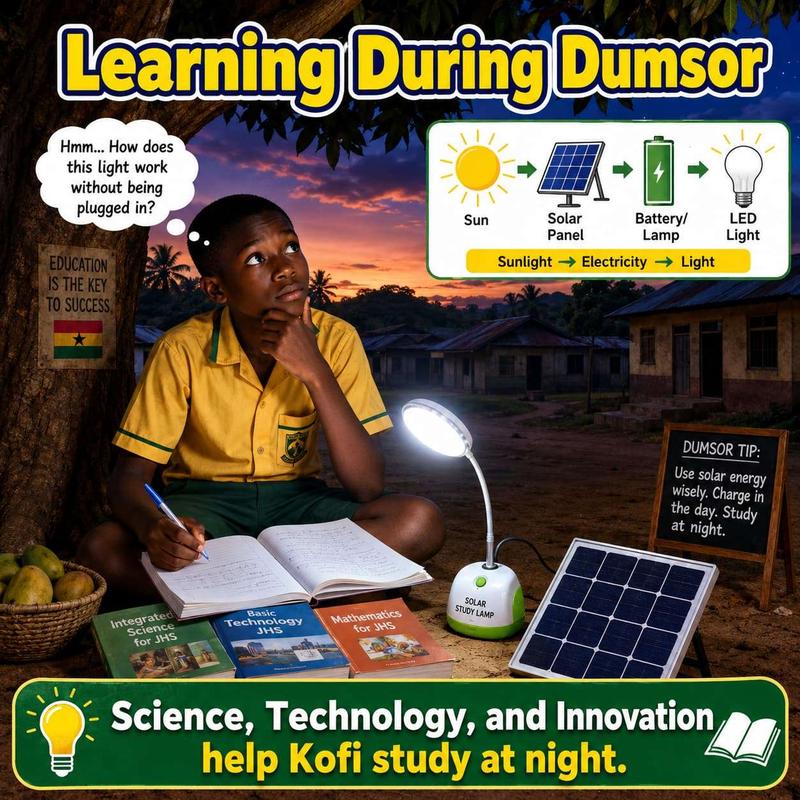 Learning During Dumsor
Hmm... How does
this light work
without being
plugged in?
Sun
Solar
Panel
Battery/
Lamp
LED
Light
Sunlight → Electricity → Light
EDUCATION
IS THE KEY
TO SUCCESS
DUMSOR TIP:
Use solar energy
wisely. Charge in
the day. Study
at night.
SOLAR
STUDY LAMP
Integrated
Science
for JHS
Basic
Technology
JHS
Mathematics
for JHS
Science, Technology, and Innovation
help Kofi study at night.